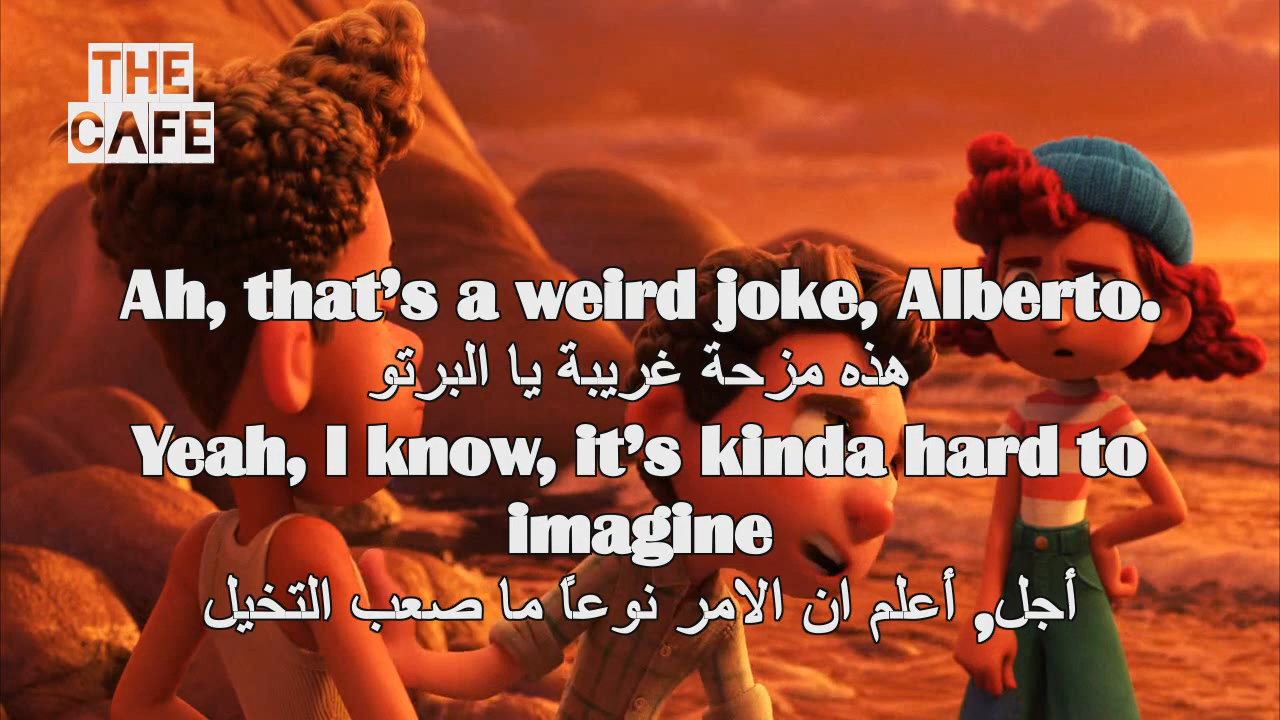 THE
CAFE
Ah, that’s a weird joke, Alberto.
هذه مزحة غريبة يا البرتو
Yeah, I know, it’s kinda hard to
imagine
أجل, أعلم ان الامر نوعاً ما صعب التخيل